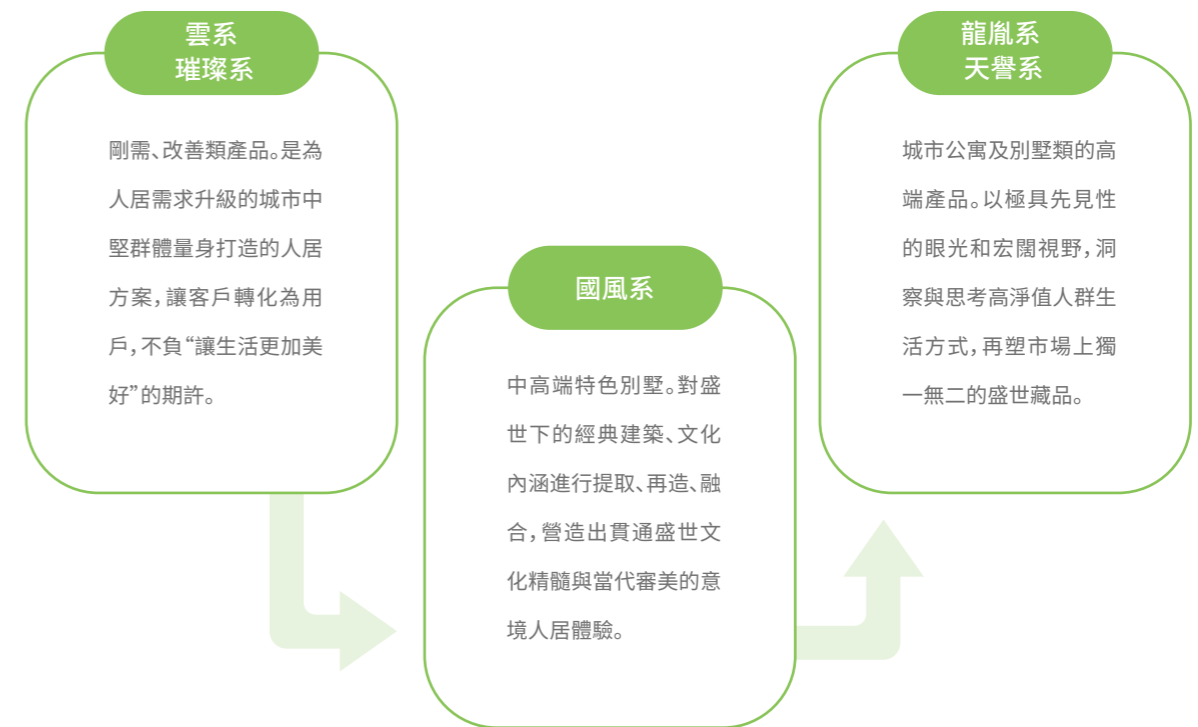 雲系
璀璨系
剛需、改善類產品。是為
人居需求升級的城市中
堅群體量身打造的人居
方案，讓客戶轉化為用
戶，不負“讓生活更加美
好”的期許。
國風系
中高端特色別墅。對盛
世下的經典建築、文化
內涵進行提取、再造、融
合，營造出貫通盛世文
化精髓與當代審美的意
境人居體驗。
龍胤系
天譽系
城市公寓及別墅類的高
端產品。以極具先見性
的眼光和宏闊視野，洞
察與思考高淨值人群生
活方式，再塑市場上獨
一無二的盛世藏品。